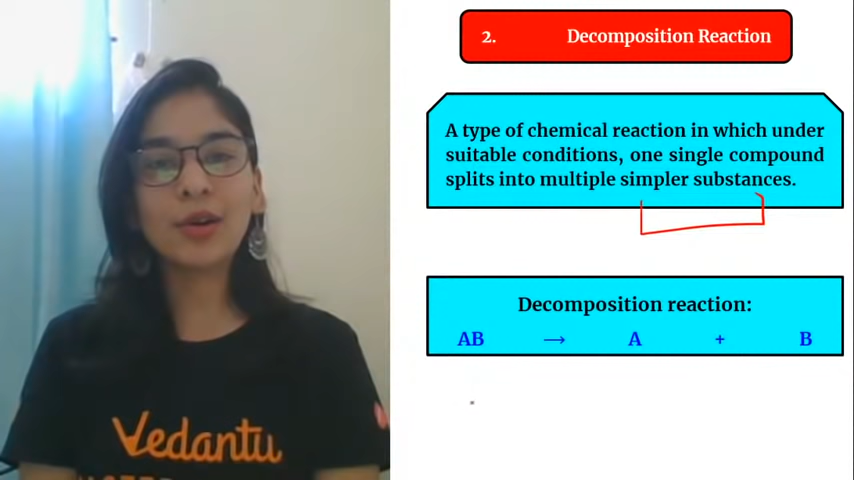 2. Decomposition Reaction
A type of chemical reaction in which under
suitable conditions, one single compound
splits into multiple simpler substances.
Decomposition reaction:
AB → A + B
Vedantu